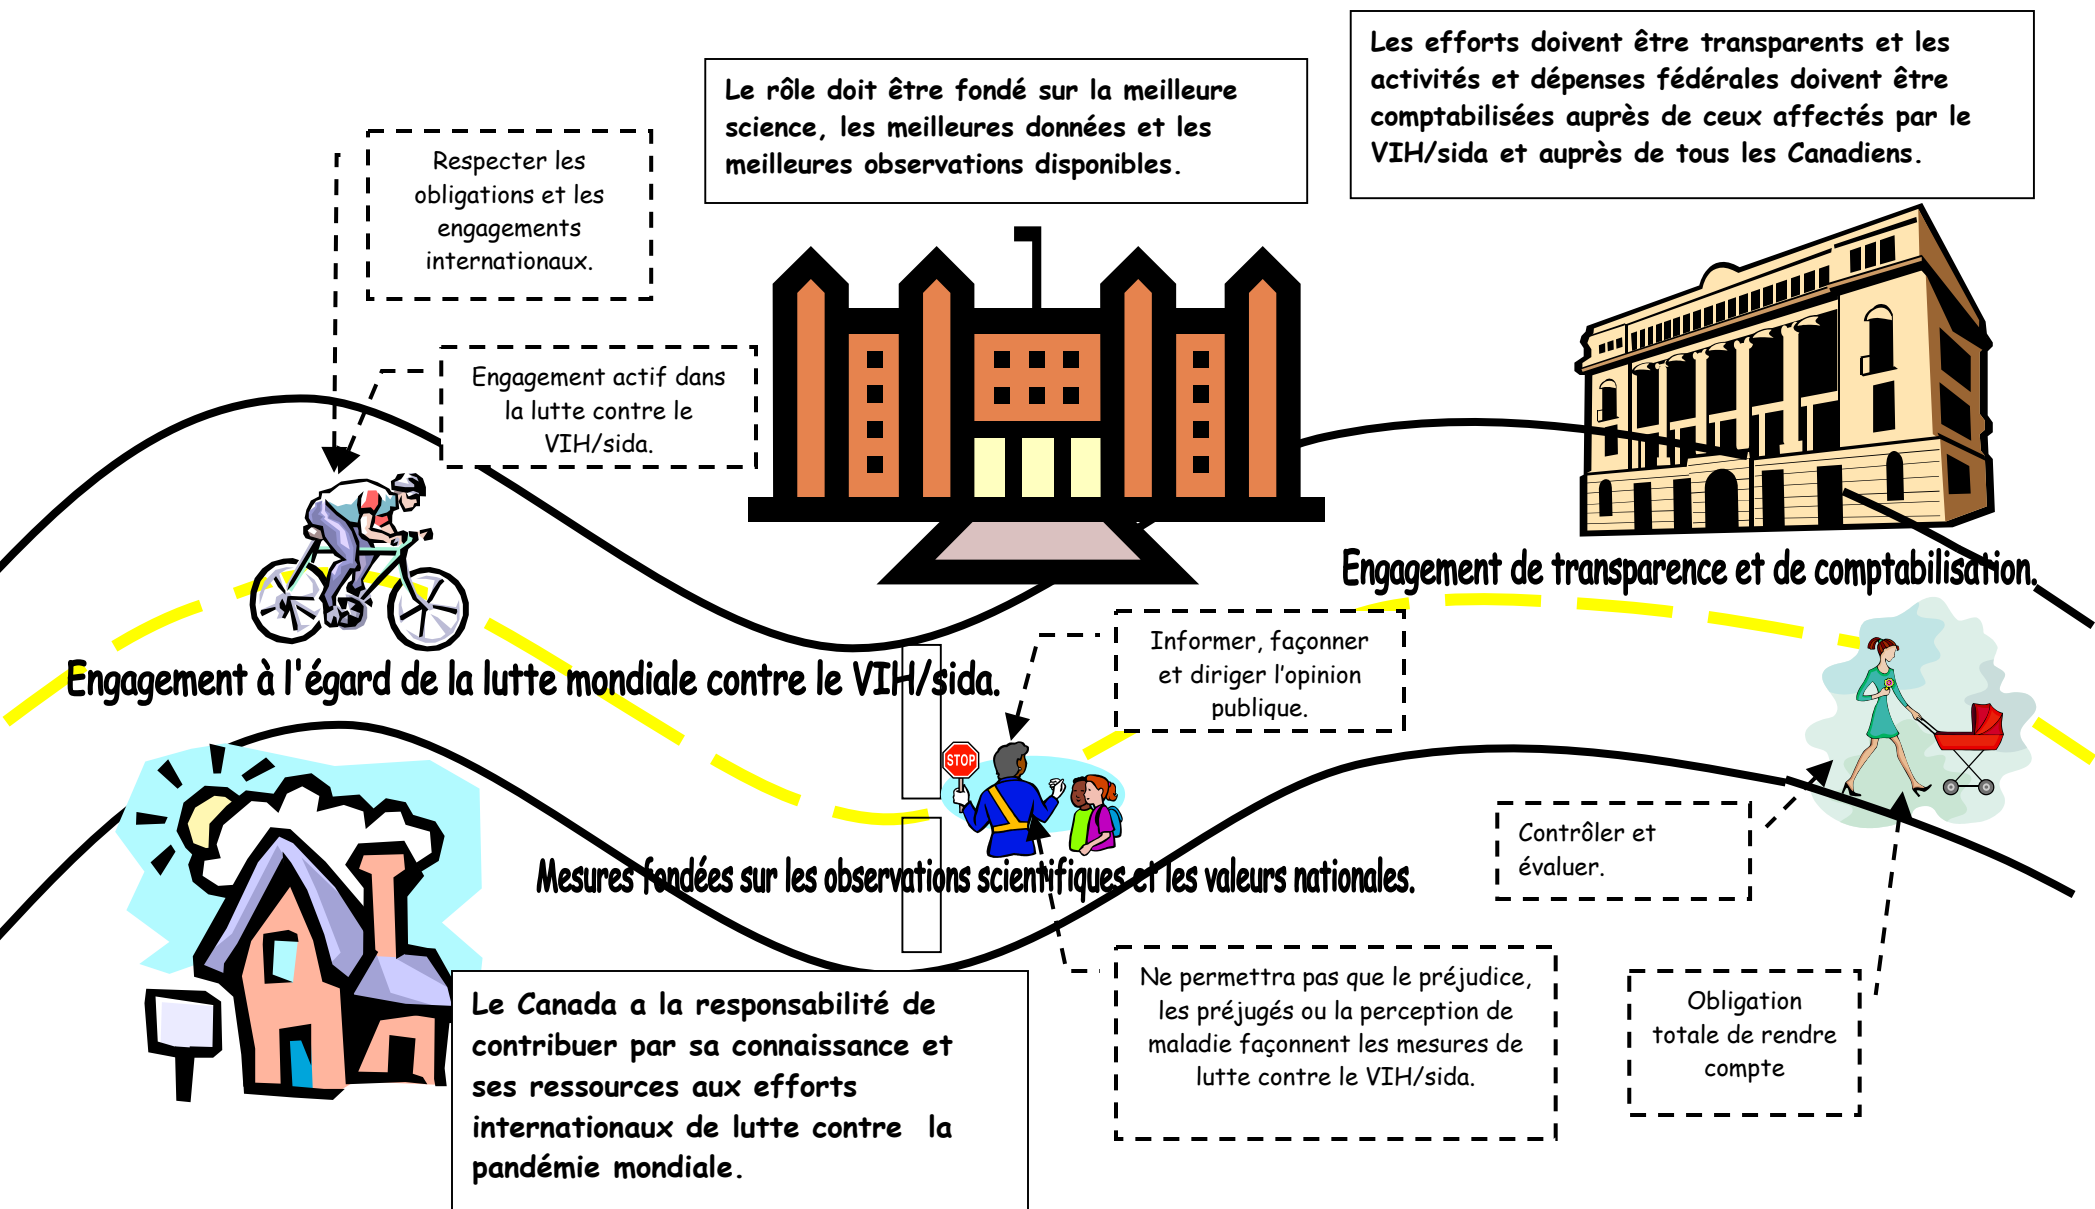 Les efforts doivent être transparents et les
activités et dépenses fédérales doivent être
comptabilisées auprès de ceux affectés par le
VIH/sida et auprès de tous les Canadiens.
Le rôle doit être fondé sur la meilleure
science, les meilleures données et les
meilleures observations disponibles.
Respecter les
obligations et les
engagements
internationaux.
Engagement actif dans
la lutte contre le
VIH/sida.
Engagement de transparence et de comptabilisation.
Informer, façonner
et diriger l’opinion
publique.
Engagement à l'égard de la lutte mondiale contre le VIH/sida.
STOP
Mesures fondées sur les observations scientifiques et les valeurs nationales.
Contrôler et
évaluer.
Ne permettra pas que le préjudice,
les préjugés ou la perception de
maladie façonnent les mesures de
lutte contre le VIH/sida.
Obligation
totale de rendre
compte
Le Canada a la responsabilité de
contribuer par sa connaissance et
ses ressources aux efforts
internationaux de lutte contre  la
pandémie mondiale.